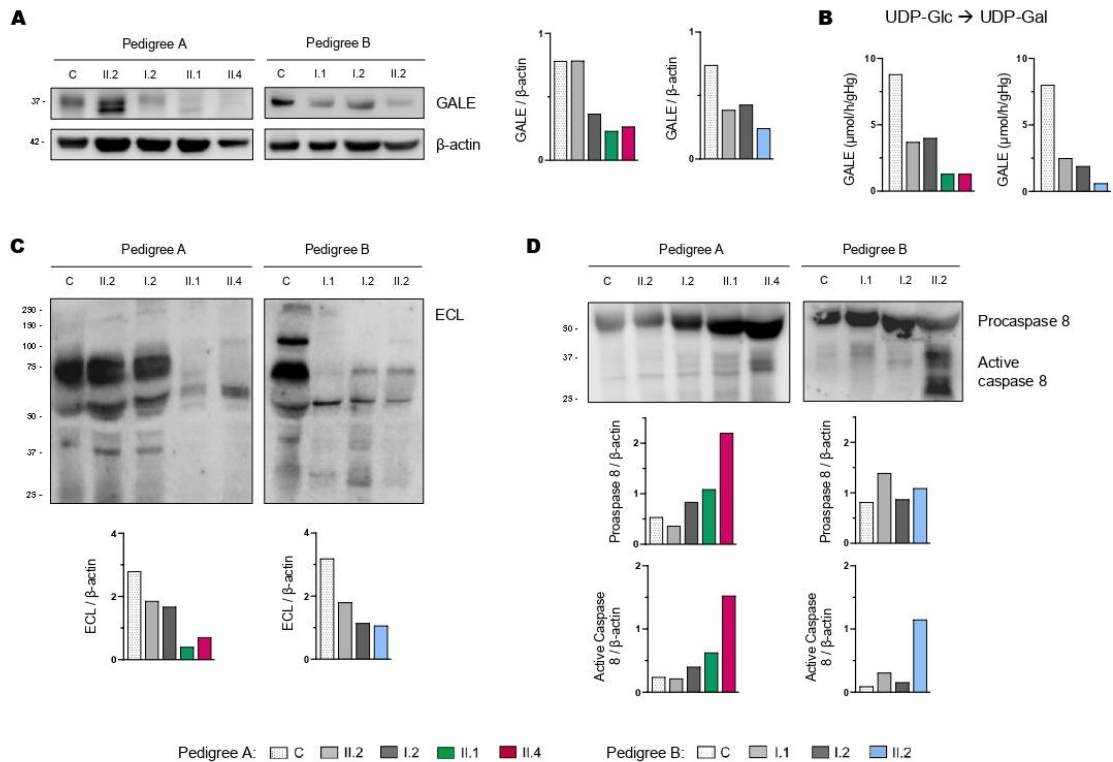 A
Pedigree A
Pedigree B
C II.2 I.2 II.1 II.4
C I.1 I.2 II.2
37 -
GALE
42 -
β-actin
GALE / β-actin
1
0
GALE / β-actin
1
0
B
UDP-Glc → UDP-Gal
GALE (µmol/h/gHg)
10
5
0
GALE (µmol/h/gHg)
10
5
0
C
Pedigree A
Pedigree B
C II.2 I.2 II.1 II.4
C I.1 I.2 II.2
ECL
250 -
130 -
100 -
75 -
50 -
37 -
25 -
ECL / β-actin
4
2
0
ECL / β-actin
4
2
0
D
Pedigree A
Pedigree B
C II.2 I.2 II.1 II.4
C I.1 I.2 II.2
50 -
37 -
25 -
Procaspase 8
Active
caspase 8
Proaspase 8 / β-actin
2
1
0
Proaspase 8 / β-actin
2
1
0
Active Caspase
8 / β-actin
2
1
0
Active Caspase
8 / β-actin
2
1
0
Pedigree A: C II.2 I.2 II.1 II.4
Pedigree B: C I.1 I.2 II.2